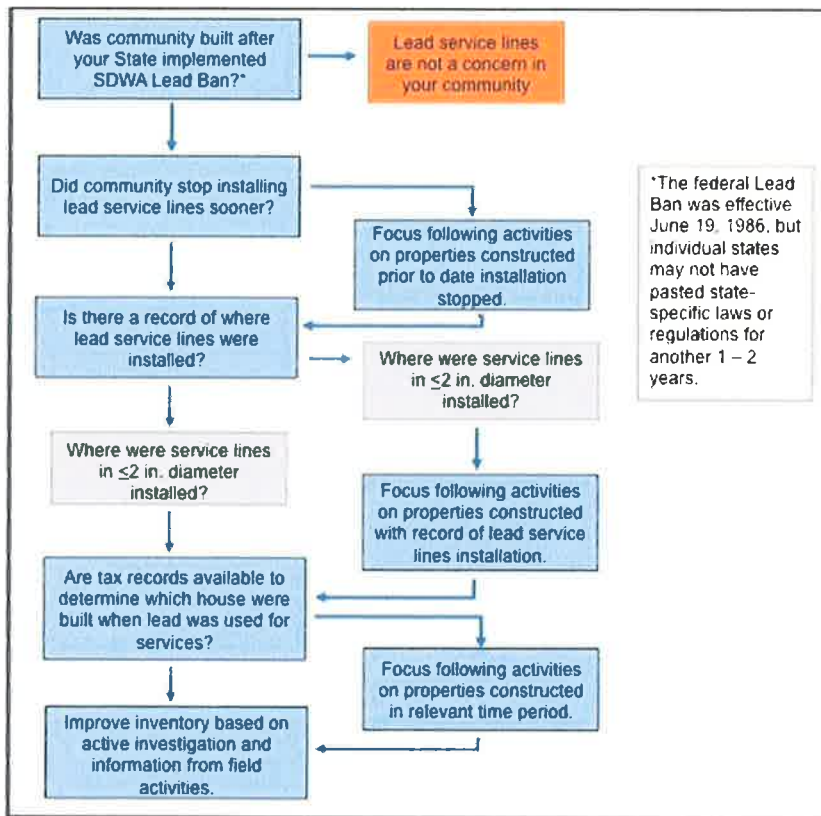 Was community built after
your State implemented
SDWA Lead Ban?*
Lead service lines
are not a concern in
your community
Did community stop installing
lead service lines sooner?
Focus following activities
on properties constructed
prior to date installation
stopped.
*The federal Lead
Ban was effective
June 19, 1986, but
individual states
may not have
pasted state-
specific laws or
regulations for
another 1 – 2
years.
Is there a record of where
lead service lines were
installed?
Where were service lines
in ≤2 in. diameter
installed?
Where were service lines
in ≤2 in. diameter
installed?
Focus following activities
on properties constructed
with record of lead service
lines installation.
Are tax records available to
determine which house were
built when lead was used for
services?
Focus following activities
on properties constructed
in relevant time period.
Improve inventory based on
active investigation and
information from field
activities.